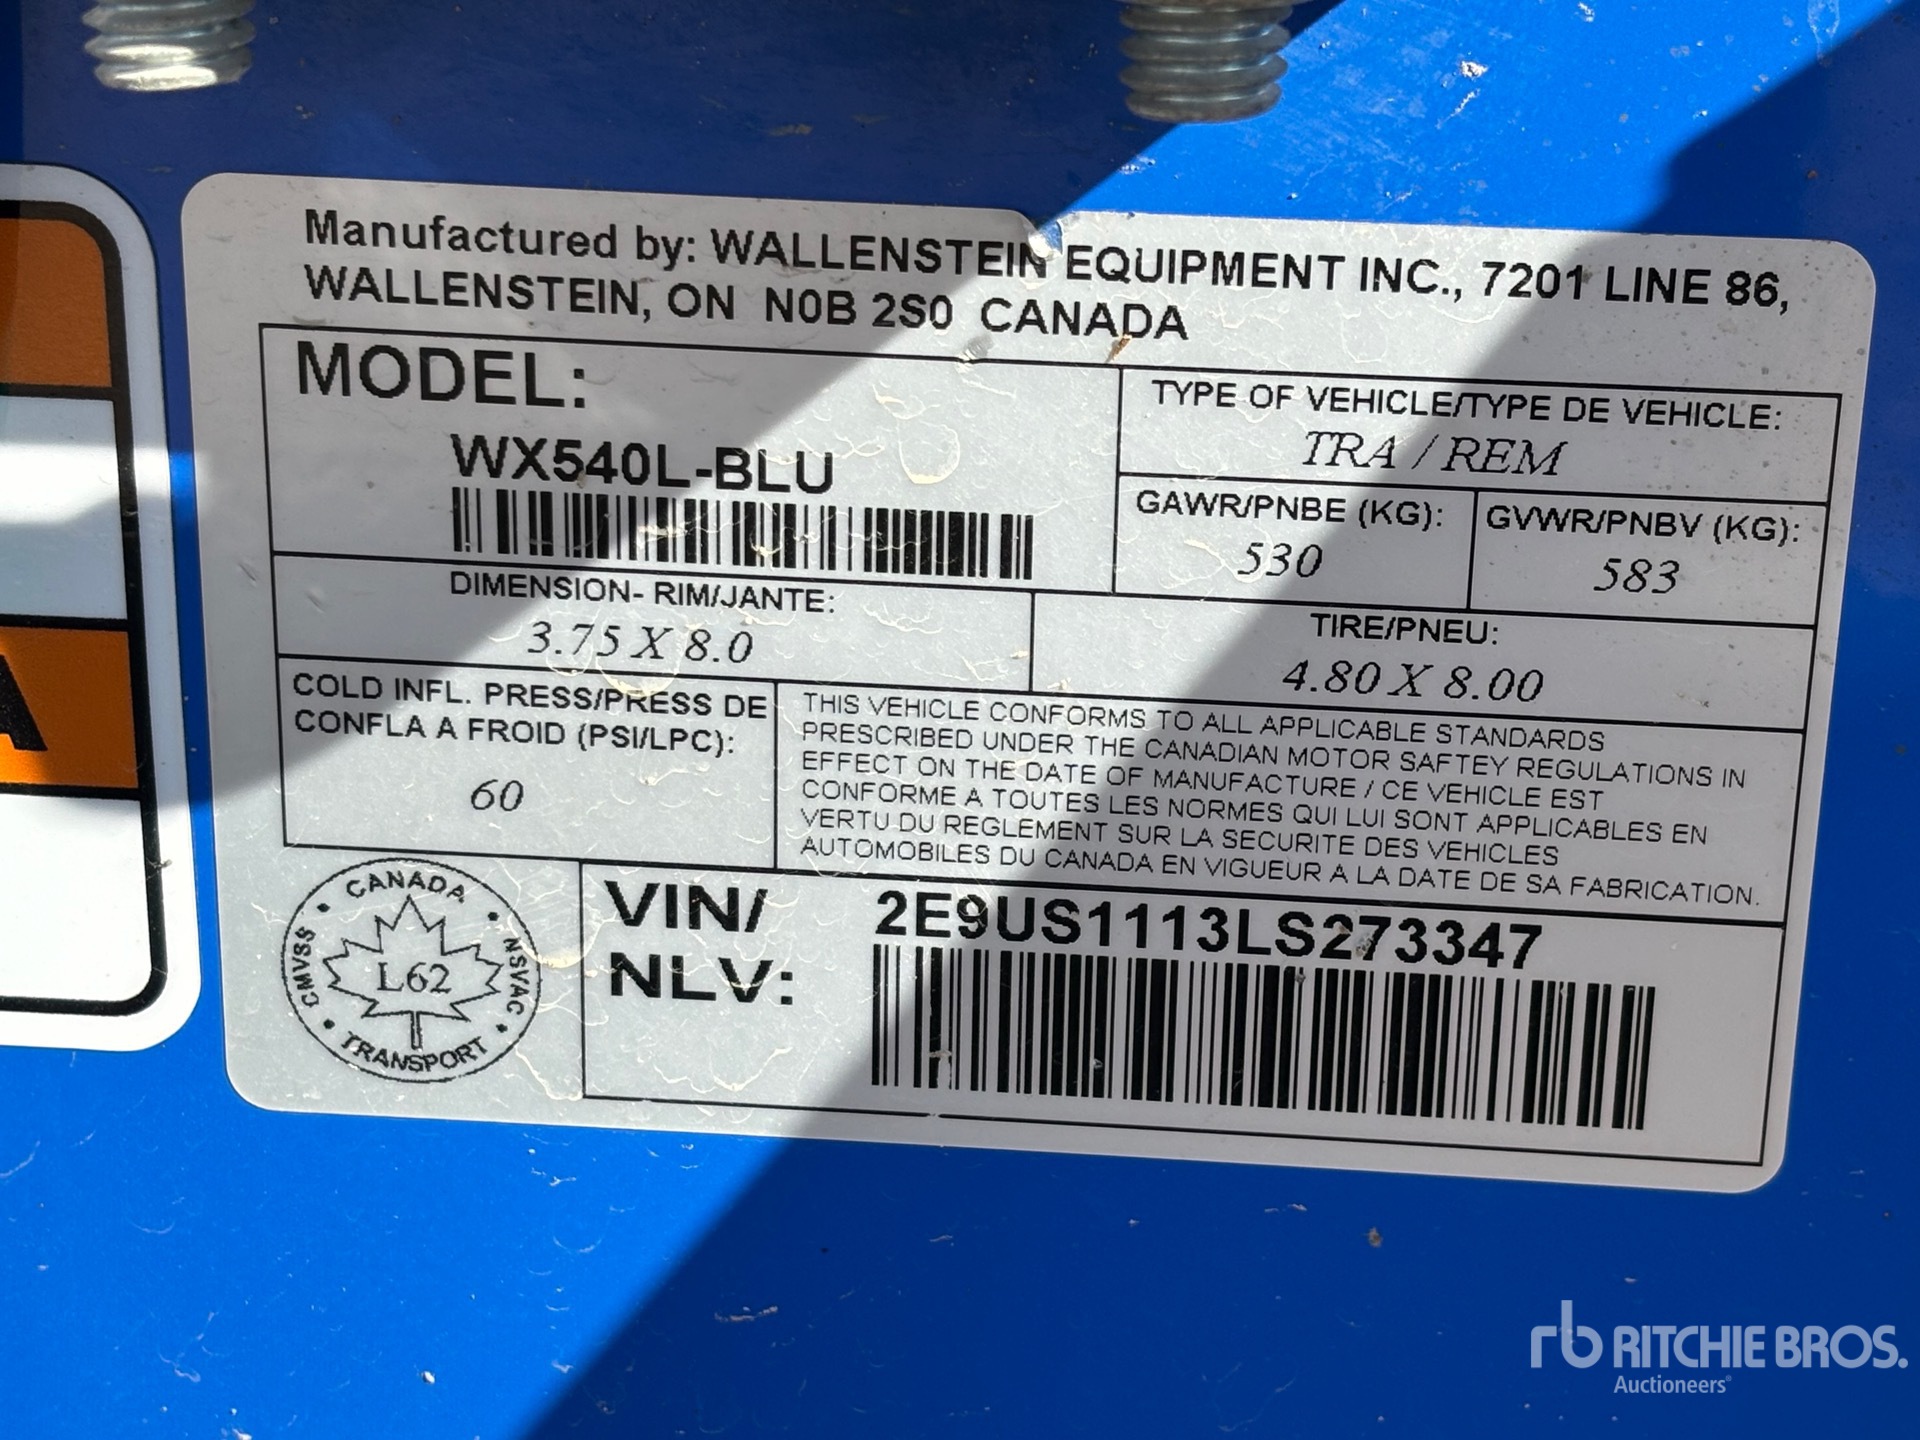 Manufactured by: WALLENSTEIN EQUIPMENT INC., 7201 LINE 86,
WALLENSTEIN, ON N0B 2S0 CANADA
MODEL:
WX540L-BLU
TYPE OF VEHICLE/TYPE DE VEHICLE:
TRA / REM
GAWR/PNBE (KG):
530
GVWR/PNBV (KG):
583
DIMENSION- RIM/JANTE:
3.75 X 8.0
TIRE/PNEU:
4.80 X 8.00
COLD INFL. PRESS/PRESS DE
CONFLA A FROID (PSI/LPC):
60
THIS VEHICLE CONFORMS TO ALL APPLICABLE STANDARDS
PRESCRIBED UNDER THE CANADIAN MOTOR SAFTEY REGULATIONS IN
EFFECT ON THE DATE OF MANUFACTURE / CE VEHICLE EST
CONFORME A TOUTES LES NORMES QUI LUI SONT APPLICABLES EN
VERTU DU REGLEMENT SUR LA SECURITE DES VEHICLES
AUTOMOBILES DU CANADA EN VIGUEUR A LA DATE DE SA FABRICATION.
CANADA
CMVSS • NSVAC
L62
TRANSPORT
VIN/
NLV:
2E9US1113LS273347
A
rb RITCHIE BROS.
Auctioneers®